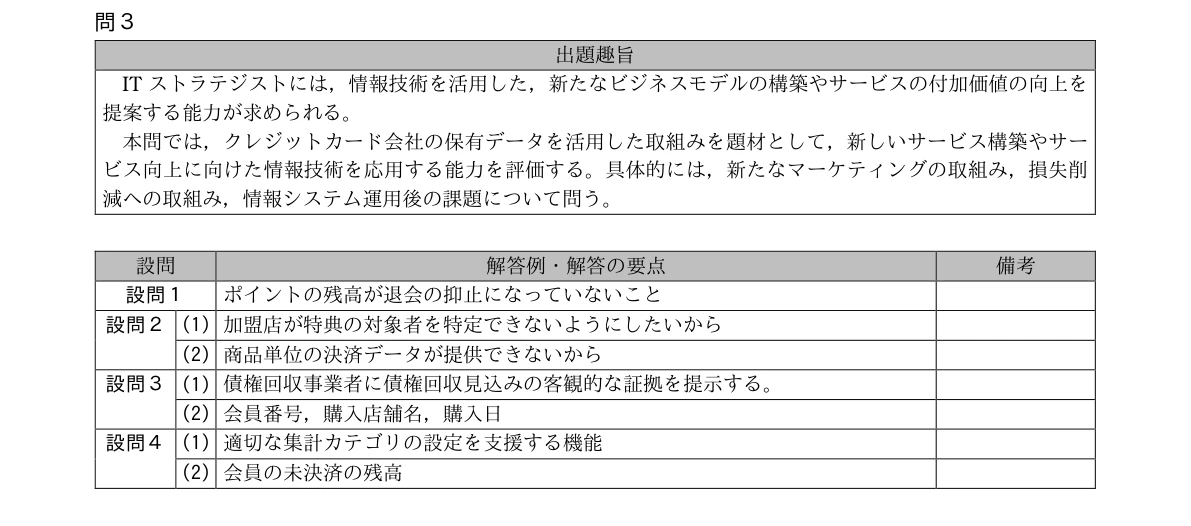 問３
出題趣旨
IT ストラテジストには，情報技術を活用した，新たなビジネスモデルの構築やサービスの付加価値の向上を
提案する能力が求められる。
本問では，クレジットカード会社の保有データを活用した取組みを題材として，新しいサービス構築やサー
ビス向上に向けた情報技術を応用する能力を評価する。具体的には，新たなマーケティングの取組み，損失削
減への取組み，情報システム運用後の課題について問う。
設問 解答例・解答の要点 備考
設問１ ポイントの残高が退会の抑止になっていないこと
設問２ (1) 加盟店が特典の対象者を特定できないようにしたいから
(2) 商品単位の決済データが提供できないから
設問３ (1) 債権回収事業者に債権回収見込みの客観的な証拠を提示する。
(2) 会員番号，購入店舗名，購入日
設問４ (1) 適切な集計カテゴリの設定を支援する機能
(2) 会員の未決済の残高